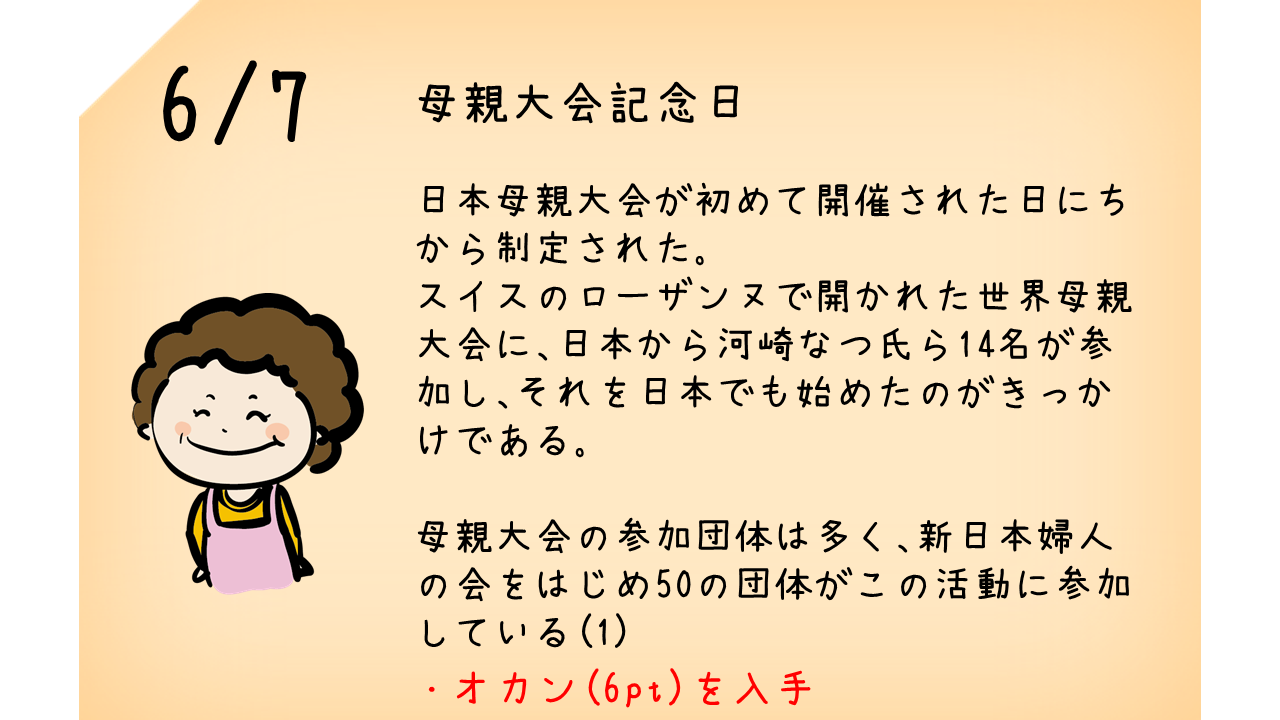 6/7
母親大会記念日
日本母親大会が初めて開催された日にち
から制定された。
スイスのローザンヌで開かれた世界母親
大会に、日本から河崎なつ氏ら14名が参
加し、それを日本でも始めたのがきっか
けである。
母親大会の参加団体は多く、新日本婦人
の会をはじめ50の団体がこの活動に参加
している(1)
・オカン(6pt)を入手